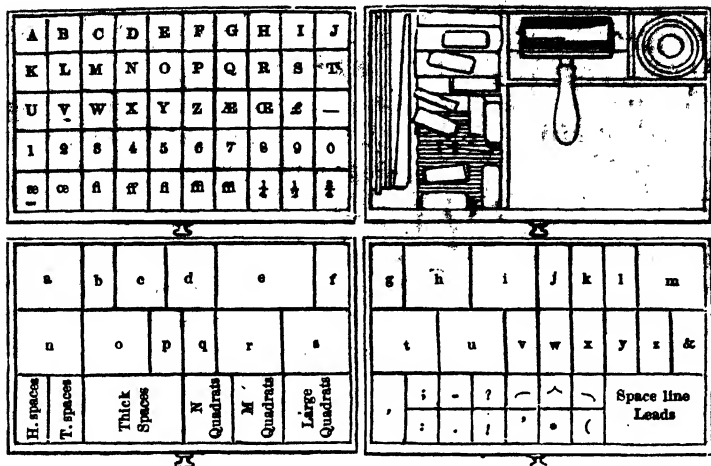 A B C D E F G H I J
K L M N O P Q R S T
U V W X Y Z Æ Œ £ —
1 2 3 4 5 6 7 8 9 0
æ œ fl ff fi ffi ffl ¼ ½ ¾
a b c d e f
n o p q r s
H. spaces T. spaces Thick Spaces N Quadrats M Quadrats Large Quadrats
g h i j k l m
t u v w x y z &
, ; - ? Space line
: . ! ' * ( Leads